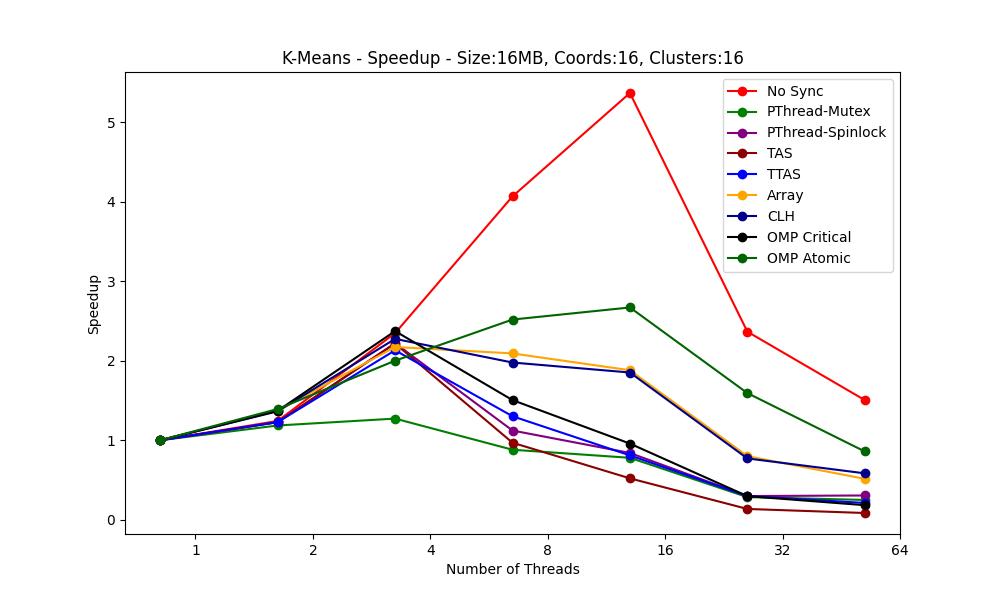 K-Means - Speedup - Size:16MB, Coords:16, Clusters:16
No Sync
PThread-Mutex
PThread-Spinlock
TAS
TTAS
Array
CLH
OMP Critical
OMP Atomic
Speedup
5
4
3
2
1
0
1 2 4 8 16 32 64
Number of Threads